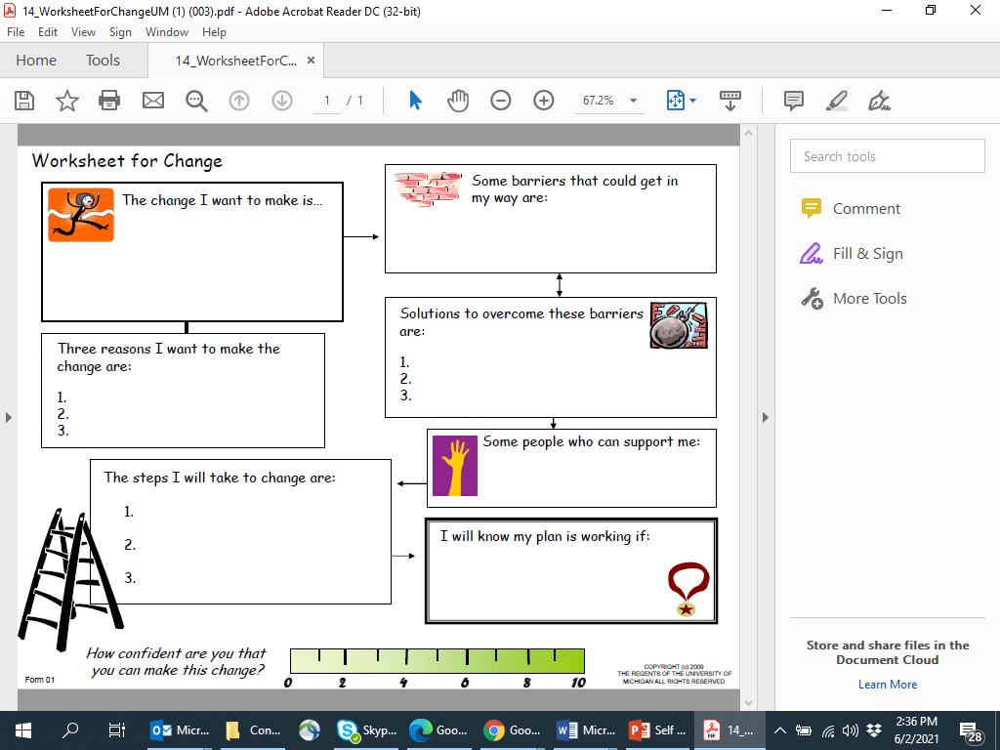 14_WorksheetForChangeUM (1) (003).pdf - Adobe Acrobat Reader DC (32-bit)
File Edit View Sign Window Help
Home Tools 14_WorksheetForC... ×
1 / 1 67.2%
Worksheet for Change
The change I want to make is...
Some barriers that could get in
my way are:
Three reasons I want to make the
change are:
1.
2.
3.
Solutions to overcome these barriers
are:
1.
2.
3.
Some people who can support me:
The steps I will take to change are:
1.
2.
3.
I will know my plan is working if:
How confident are you that
you can make this change?
0 2 4 6 8 10
Form 01
COPYRIGHT (c) 2009
THE REGENTS OF THE UNIVERSITY OF
MICHIGAN ALL RIGHTS RESERVED
Search tools
Comment
Fill & Sign
More Tools
Store and share files in the
Document Cloud
Learn More
Micr... Con... Skyp... Goo... Goo... Micr... Self ... 14_...
2:36 PM
6/2/2021
28